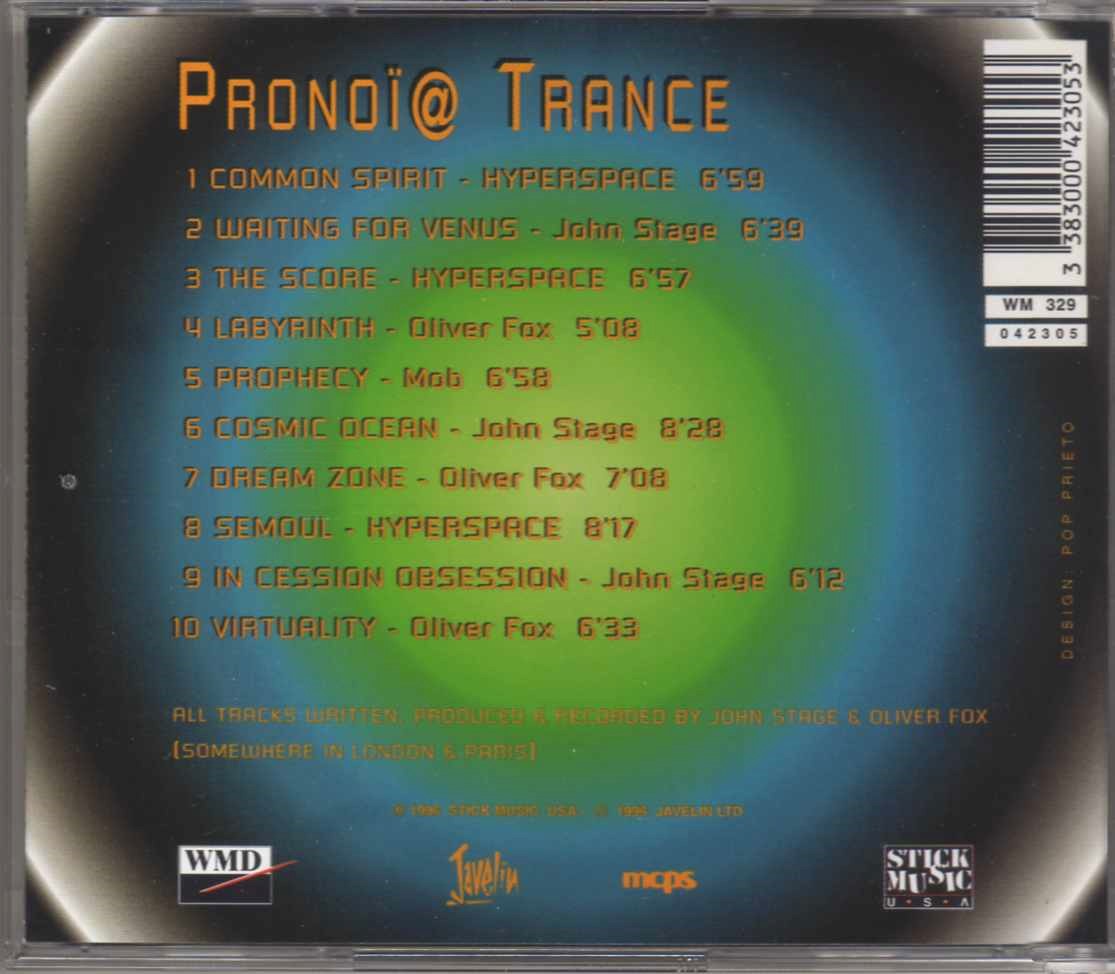 PRONOÏ@ TRANCE
1 COMMON SPIRIT - HYPERSPACE 6'59
2 WAITING FOR VENUS - John Stage 6'39
3 THE SCORE - HYPERSPACE 6'57
4 LABYRINTH - Oliver Fox 5'08
5 PROPHECY - Mob 6'58
6 COSMIC OCEAN - John Stage 8'28
7 DREAM ZONE - Oliver Fox 7'08
8 SEMOUL - HYPERSPACE 8'17
9 IN CESSION OBSESSION - John Stage 6'12
10 VIRTUALITY - Oliver Fox 6'33
ALL TRACKS WRITTEN, PRODUCED & RECORDED BY JOHN STAGE & OLIVER FOX
(SOMEWHERE IN LONDON & PARIS)
1996 STICK MUSIC USA - 1996 JAVELIN LTD
WMD
Javelin
mcps
STICK
MUSIC
U·S·A
3 383000 423053
WM 329
042305
DESIGN: POP PRIETO